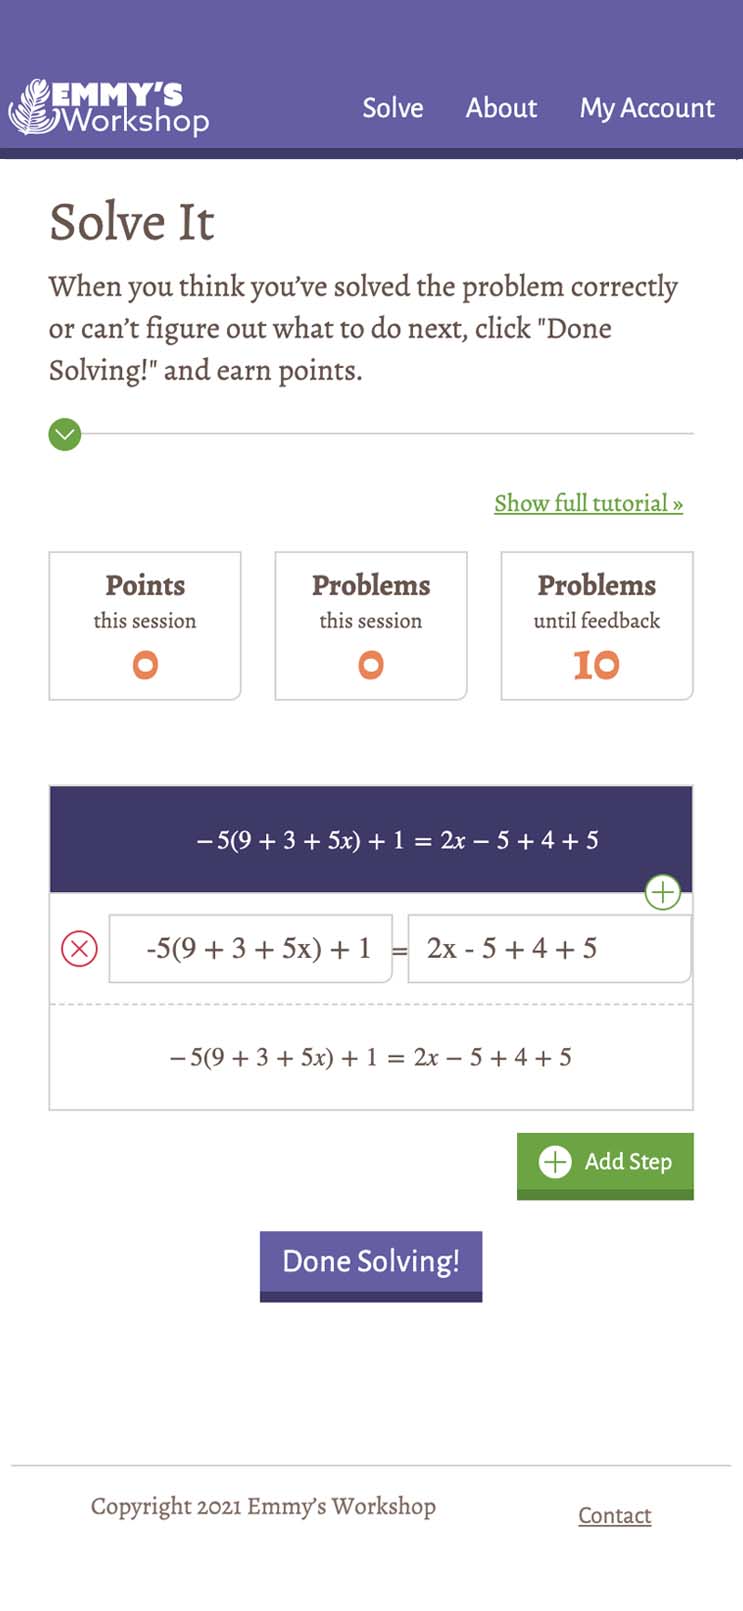 EMMY'S
Workshop
Solve About My Account
Solve It
When you think you’ve solved the problem correctly
or can’t figure out what to do next, click "Done
Solving!" and earn points.
Show full tutorial »
Points
this session
0
Problems
this session
0
Problems
until feedback
10
−5(9 + 3 + 5x) + 1 = 2x − 5 + 4 + 5
-5(9 + 3 + 5x) + 1 = 2x - 5 + 4 + 5
−5(9 + 3 + 5x) + 1 = 2x − 5 + 4 + 5
Add Step
Done Solving!
Copyright 2021 Emmy’s Workshop
Contact